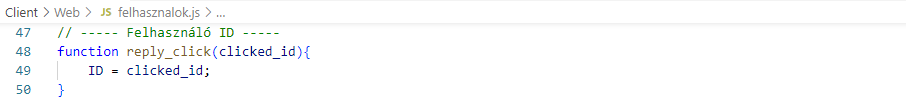 Client > Web > JS felhasznalok.js > ...
47 // ----- Felhasználó ID -----
48 function reply_click(clicked_id){
49 ID = clicked_id;
50 }